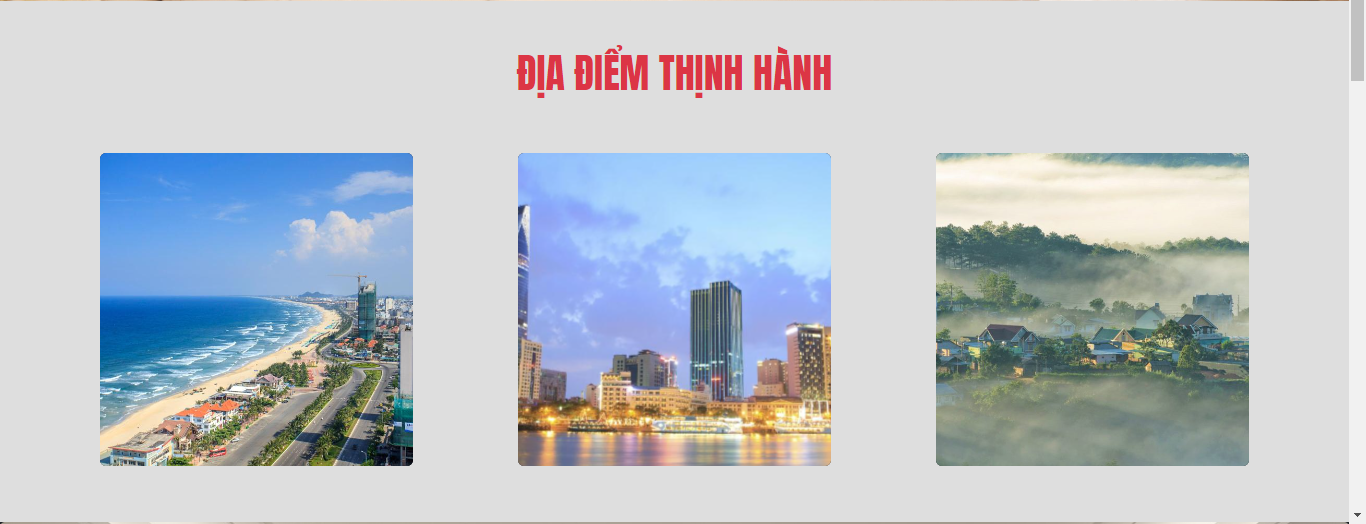 ĐỊA ĐIỂM THỊNH HÀNH